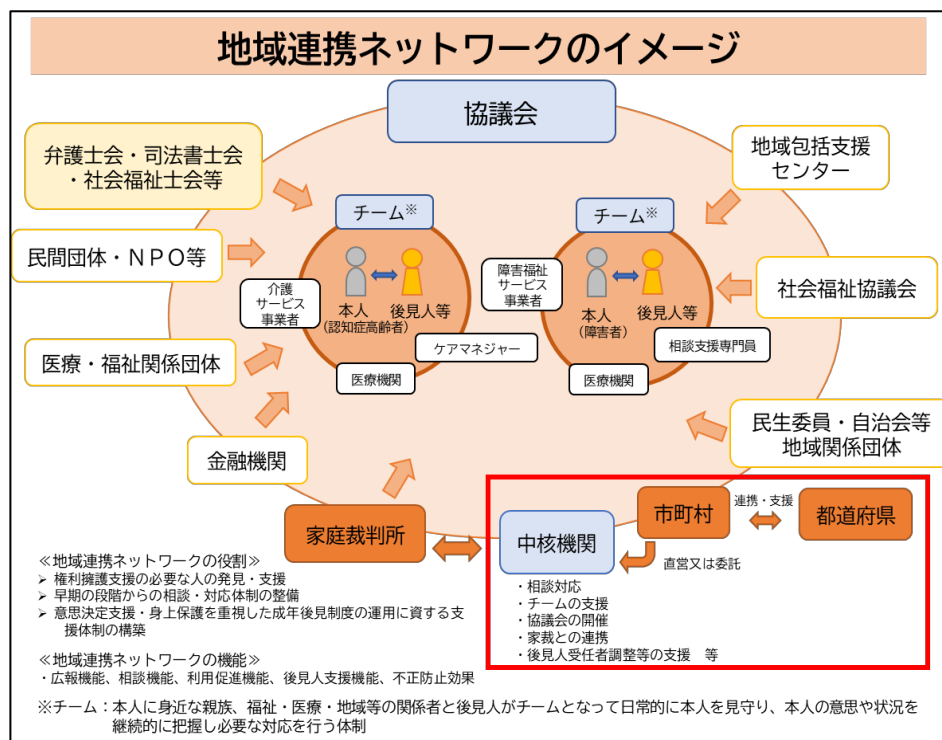 地域連携ネットワークのイメージ
協議会
弁護士会・司法書士会
・社会福祉士会等
地域包括支援
センター
チーム※
チーム※
民間団体・ＮＰＯ等
介護
サービス
事業者
本人
(認知症高齢者)
後見人等
障害福祉
サービス
事業者
本人
(障害者)
後見人等
社会福祉協議会
ケアマネジャー
相談支援専門員
医療・福祉関係団体
医療機関
医療機関
民生委員・自治会等
地域関係団体
金融機関
家庭裁判所
中核機関
市町村
連携・支援
都道府県
直営又は委託
・相談対応
・チームの支援
・協議会の開催
・家裁との連携
・後見人受任者調整等の支援　等
≪地域連携ネットワークの役割≫
➢ 権利擁護支援の必要な人の発見・支援
➢ 早期の段階からの相談・対応体制の整備
➢ 意思決定支援・身上保護を重視した成年後見制度の運用に資する支
援体制の構築
≪地域連携ネットワークの機能≫
・広報機能、相談機能、利用促進機能、後見人支援機能、不正防止効果
※チーム：本人に身近な親族、福祉・医療・地域等の関係者と後見人がチームとなって日常的に本人を見守り、本人の意思や状況を
継続的に把握し必要な対応を行う体制